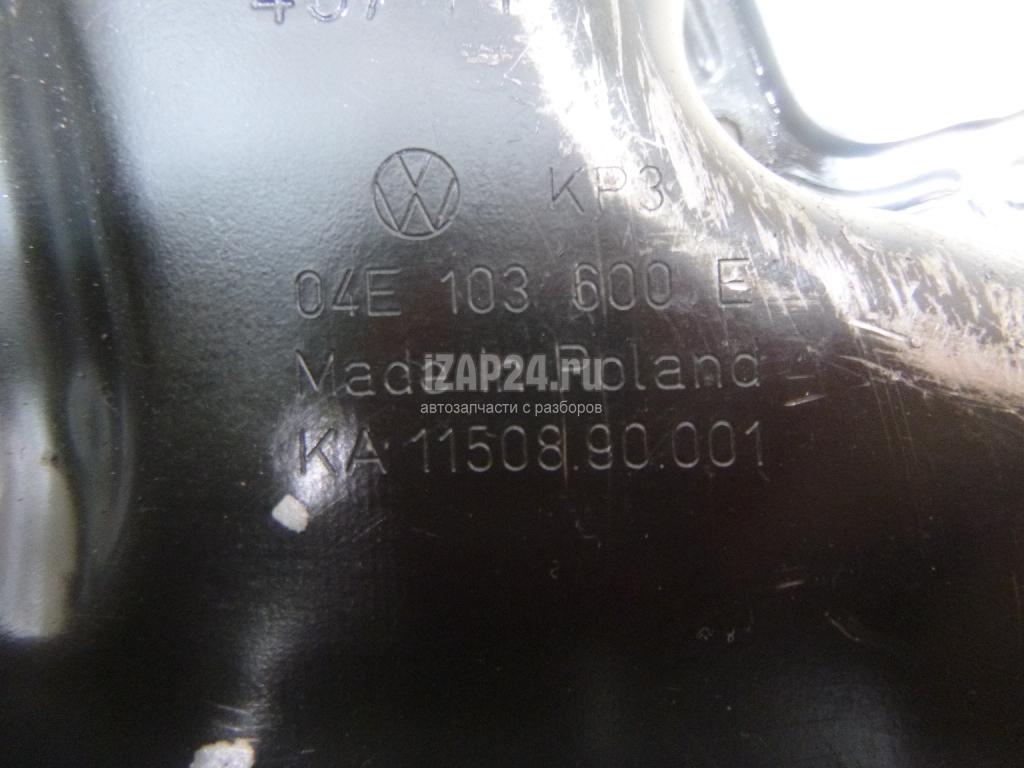 KP3
04E 103 600 E
Made in Poland
iZAP24.ru
автозапчасти с разборов
KA 11508.90.001